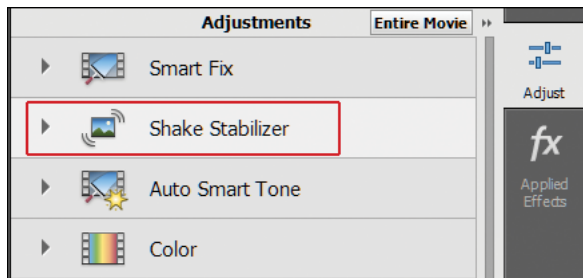 Adjustments
Entire Movie
Smart Fix
Shake Stabilizer
Auto Smart Tone
Color
Adjust
fx
Applied
Effects